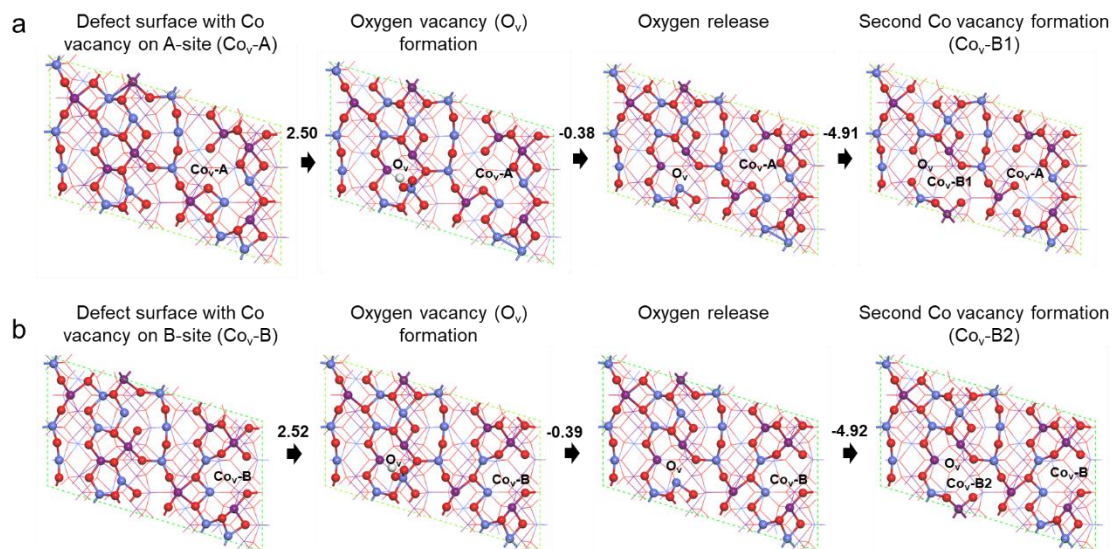 a
Defect surface with Co
vacancy on A-site (Coᵥ-A)
Oxygen vacancy (Oᵥ)
formation
Oxygen release
Second Co vacancy formation
(Coᵥ-B1)
Coᵥ-A
2.50
Oᵥ
Coᵥ-A
-0.38
Oᵥ
Coᵥ-A
-4.91
Oᵥ
Coᵥ-B1
Coᵥ-A
b
Defect surface with Co
vacancy on B-site (Coᵥ-B)
Oxygen vacancy (Oᵥ)
formation
Oxygen release
Second Co vacancy formation
(Coᵥ-B2)
Coᵥ-B
2.52
Oᵥ
Coᵥ-B
-0.39
Oᵥ
Coᵥ-B
-4.92
Oᵥ
Coᵥ-B2
Coᵥ-B